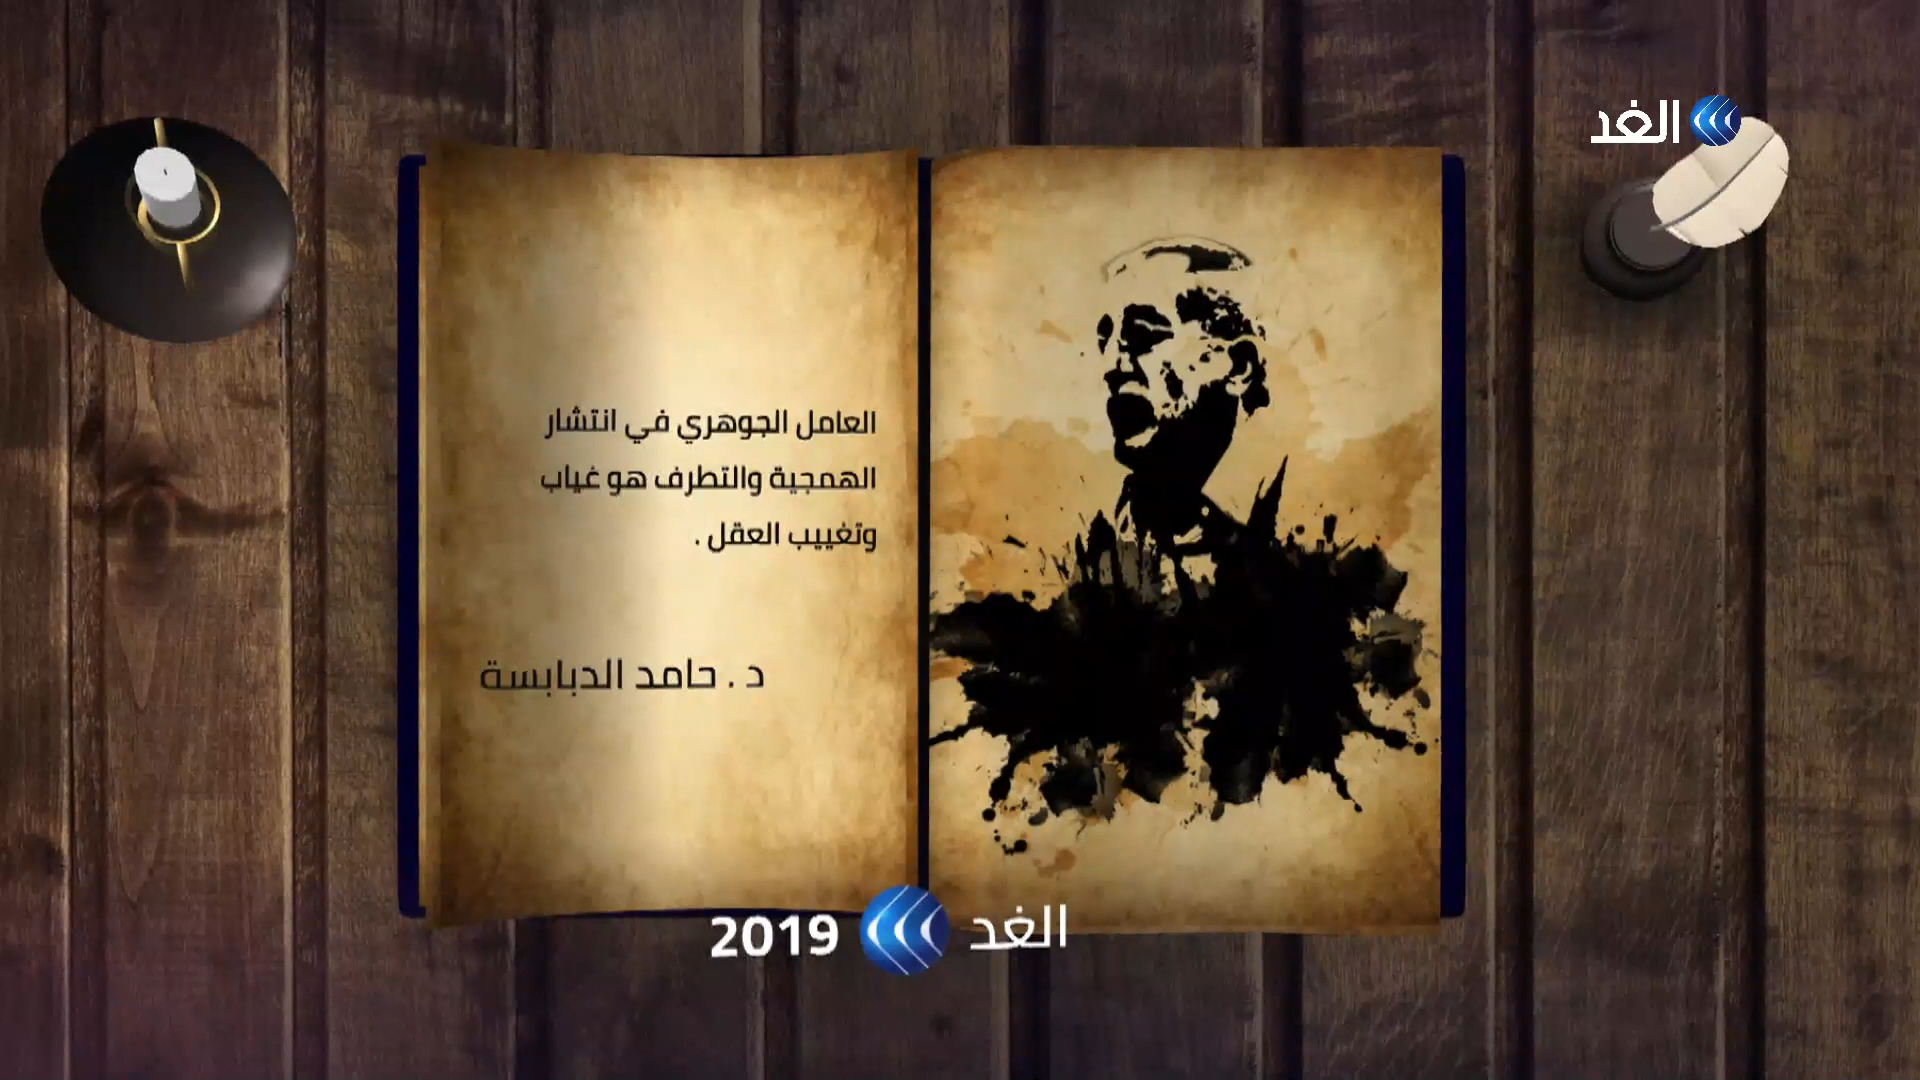 الغد
العامل الجوهري في انتشار
الهمجية والتطرف هو غياب
وتغييب العقل .
د . حامد الدبابسة
الغد 2019